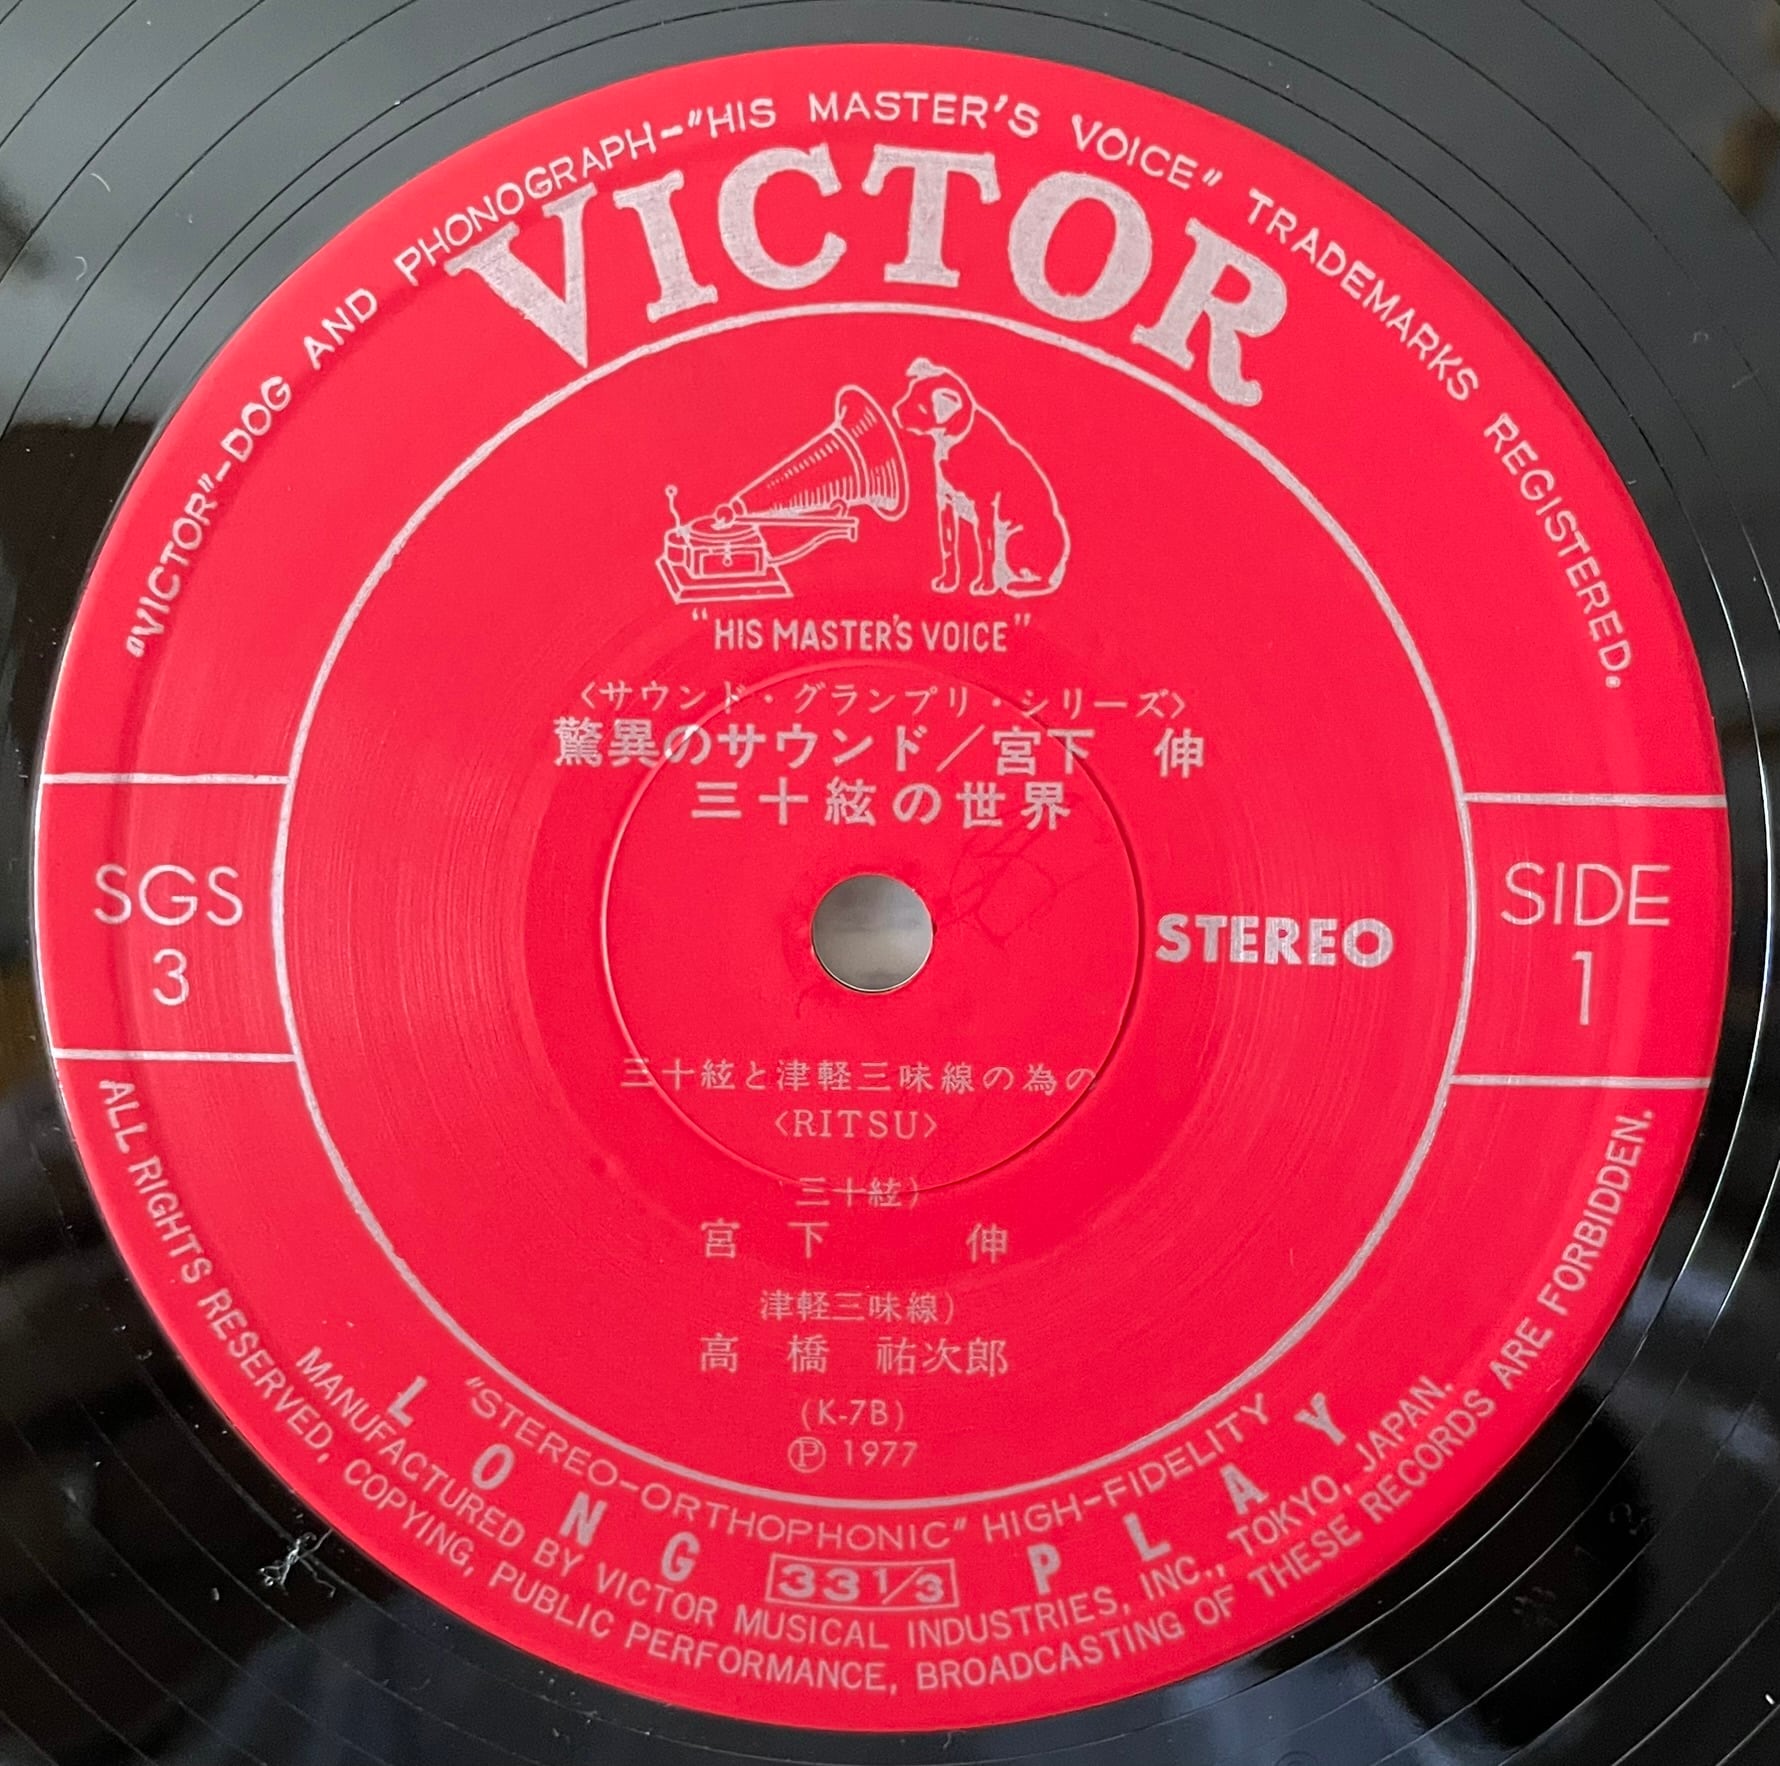 "VICTOR"-DOG AND PHONOGRAPH-"HIS MASTER'S VOICE" TRADEMARKS REGISTERED.
VICTOR
"HIS MASTER'S VOICE"
〈サウンド・グランプリ・シリーズ〉
驚異のサウンド／宮下 伸
三十絃の世界
SGS
3
STEREO
SIDE
1
三十絃と津軽三味線の為の
〈RITSU〉
三十絃)
宮下 伸
津軽三味線)
高橋 祐次郎
(K-7B)
Ⓟ 1977
"STEREO-ORTHOPHONIC" HIGH-FIDELITY
LONG 33 1/3 PLAY
MANUFACTURED BY VICTOR MUSICAL INDUSTRIES, INC., TOKYO, JAPAN.
ALL RIGHTS RESERVED, COPYING, PUBLIC PERFORMANCE, BROADCASTING OF THESE RECORDS ARE FORBIDDEN.